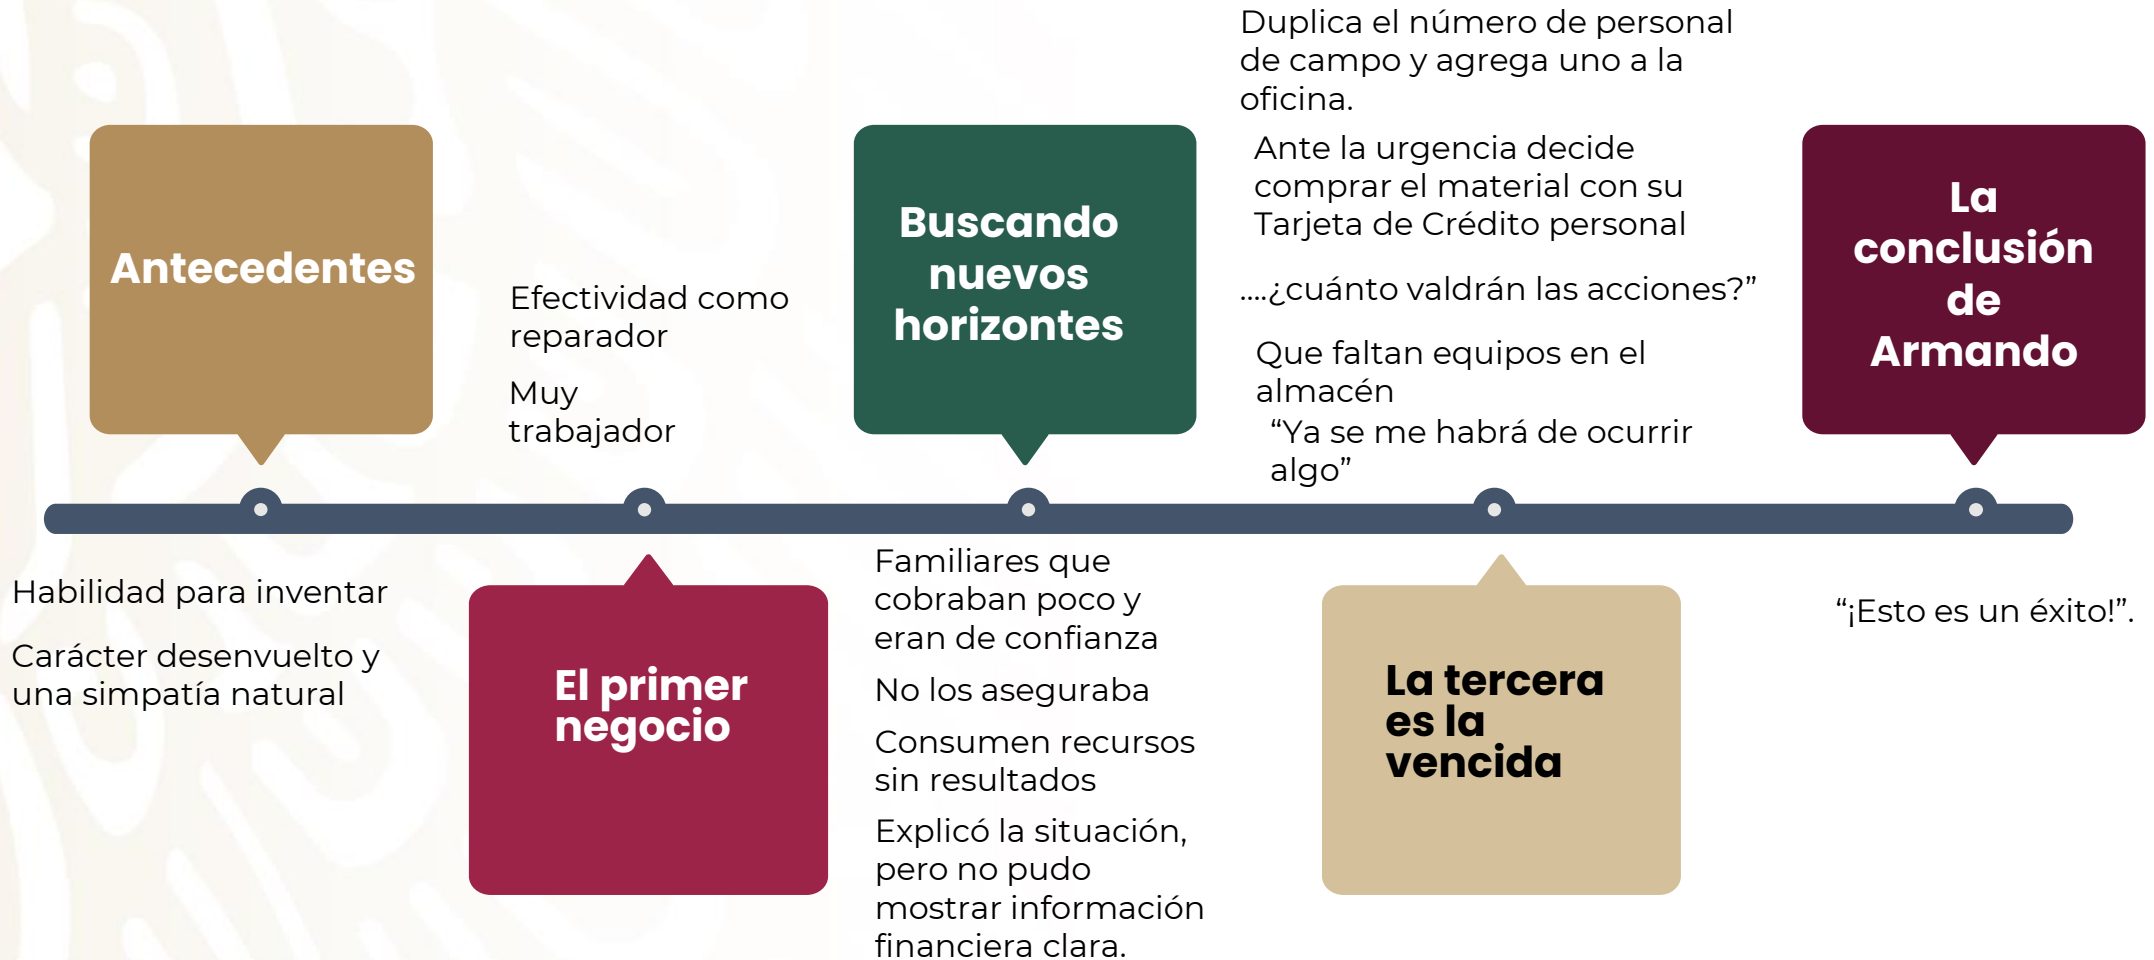 Antecedentes
Habilidad para inventar
Carácter desenvuelto y
una simpatía natural
Efectividad como
reparador
Muy
trabajador
El primer
negocio
Buscando
nuevos
horizontes
Familiares que
cobraban poco y
eran de confianza
No los aseguraba
Consumen recursos
sin resultados
Explicó la situación,
pero no pudo
mostrar información
financiera clara.
Duplica el número de personal
de campo y agrega uno a la
oficina.
Ante la urgencia decide
comprar el material con su
Tarjeta de Crédito personal
....¿cuánto valdrán las acciones?”
Que faltan equipos en el
almacén
“Ya se me habrá de ocurrir
algo”
La tercera
es la
vencida
La
conclusión
de
Armando
“¡Esto es un éxito!”.